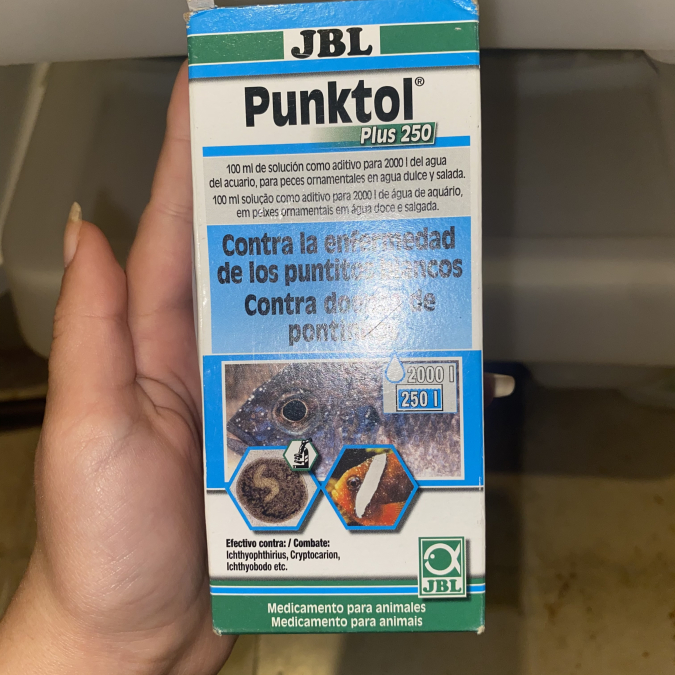 JBL
Punktol®
Plus 250
100 ml de solución como aditivo para 2000 l del agua
del acuario, para peces ornamentales en agua dulce y salada.
100 ml solução como aditivo para 2000 l de água de aquário,
em peixes ornamentais em água doce e salgada.
Contra la enfermedad
de los puntitos blancos
Contra de
2000 l
250 l
Efectivo contra: / Combate:
Ichthyophthirius, Cryptocarion,
Ichthyobodo etc.
JBL
Medicamento para animales
Medicamento para animais